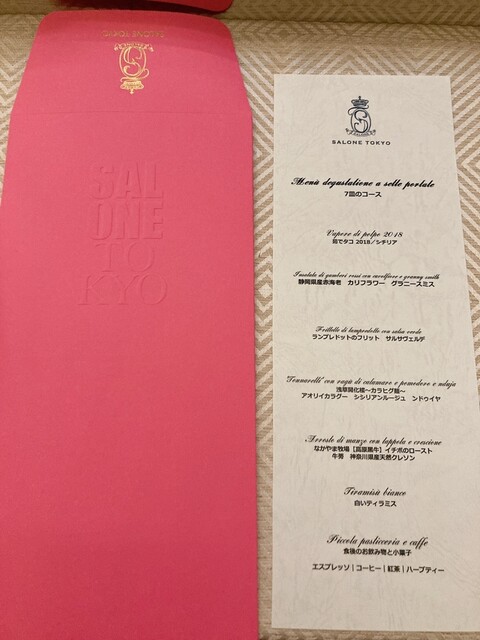 SALONE TOKYO
SAL
ONE
TO
KYO
SALONE TOKYO
Menù degustazione a sette portate
7皿のコース
Vapore di polpo 2018
茹でタコ 2018/シチリア
Insalata di gamberi rossi con cavolfiore e granny smith
静岡県産赤海老 カリフラワー グラニースミス
Frittelle di lampredotto con salsa verde
ランプレドットのフリット サルサヴェルデ
Tonnarelli con ragù di calamaro e pomodoro e nduja
浅草開化楼〜カラヒグ麺〜
アオリイカラグー シシリアンルージュ ンドゥイヤ
Arrosto di manzo con lappola e crescione
なかやま牧場[高原黒牛]イチボのロースト
牛蒡 神奈川県産天然クレソン
Tiramisù bianco
白いティラミス
Piccola pasticceria e caffe
食後のお飲み物と小菓子
エスプレッソ|コーヒー|紅茶|ハーブティー